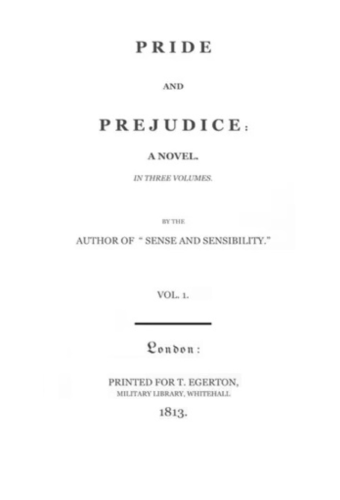 PRIDE
AND
PREJUDICE:
A NOVEL.
IN THREE VOLUMES.
BY THE
AUTHOR OF “ SENSE AND SENSIBILITY.”
VOL. 1.
London:
PRINTED FOR T. EGERTON,
MILITARY LIBRARY, WHITEHALL
1813.